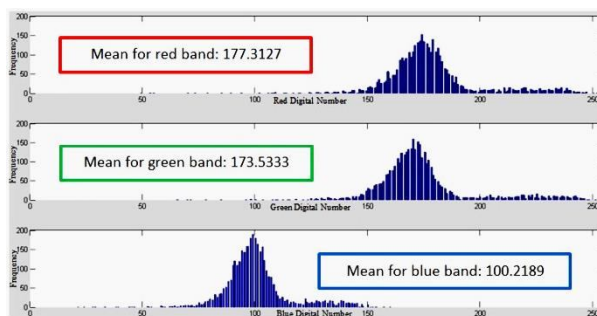 200
150
100
50
0
Frequency
Mean for red band: 177.3127
0 50 100 150 200 250
Red Digital Number
200
150
100
50
0
Frequency
Mean for green band: 173.5333
0 50 100 150 200 250
Green Digital Number
200
150
100
50
0
Frequency
Mean for blue band: 100.2189
0 50 100 150 200 250
Blue Digital Number